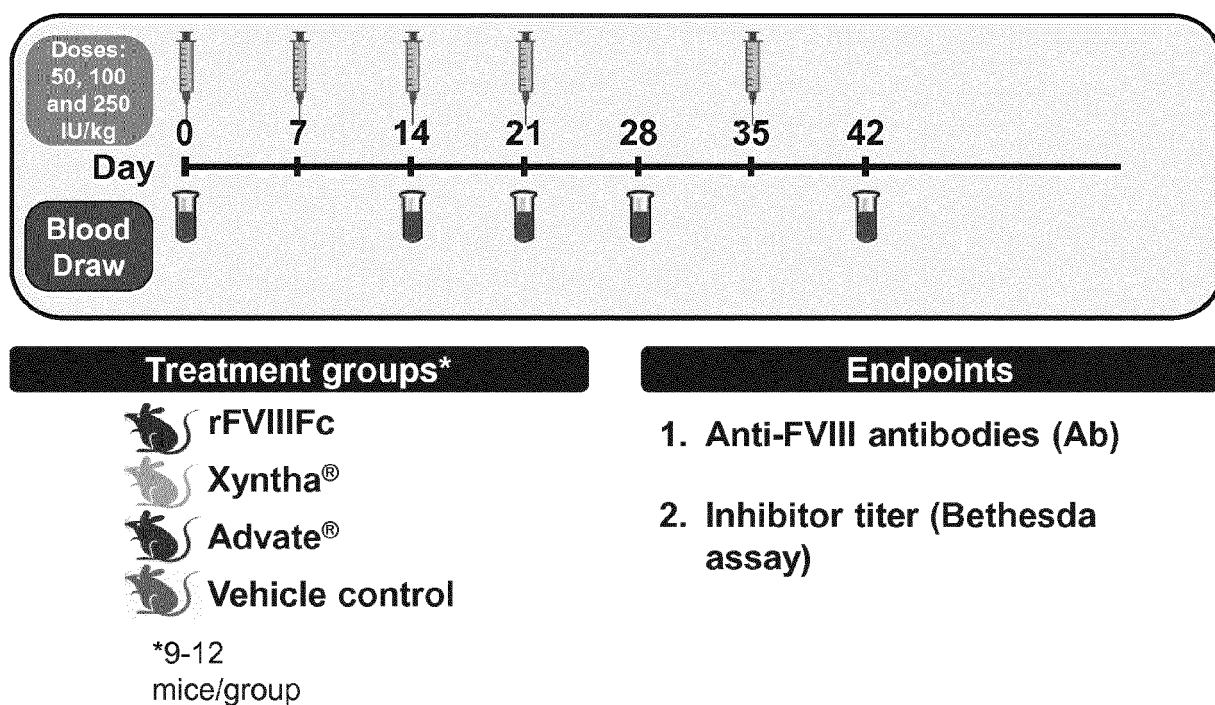 Doses:
50, 100
and 250
IU/kg
0 7 14 21 28 35 42
Day
Blood
Draw
Treatment groups*
rFVIIIFc
Xyntha®
Advate®
Vehicle control
*9-12
mice/group
Endpoints
1. Anti-FVIII antibodies (Ab)
2. Inhibitor titer (Bethesda
assay)